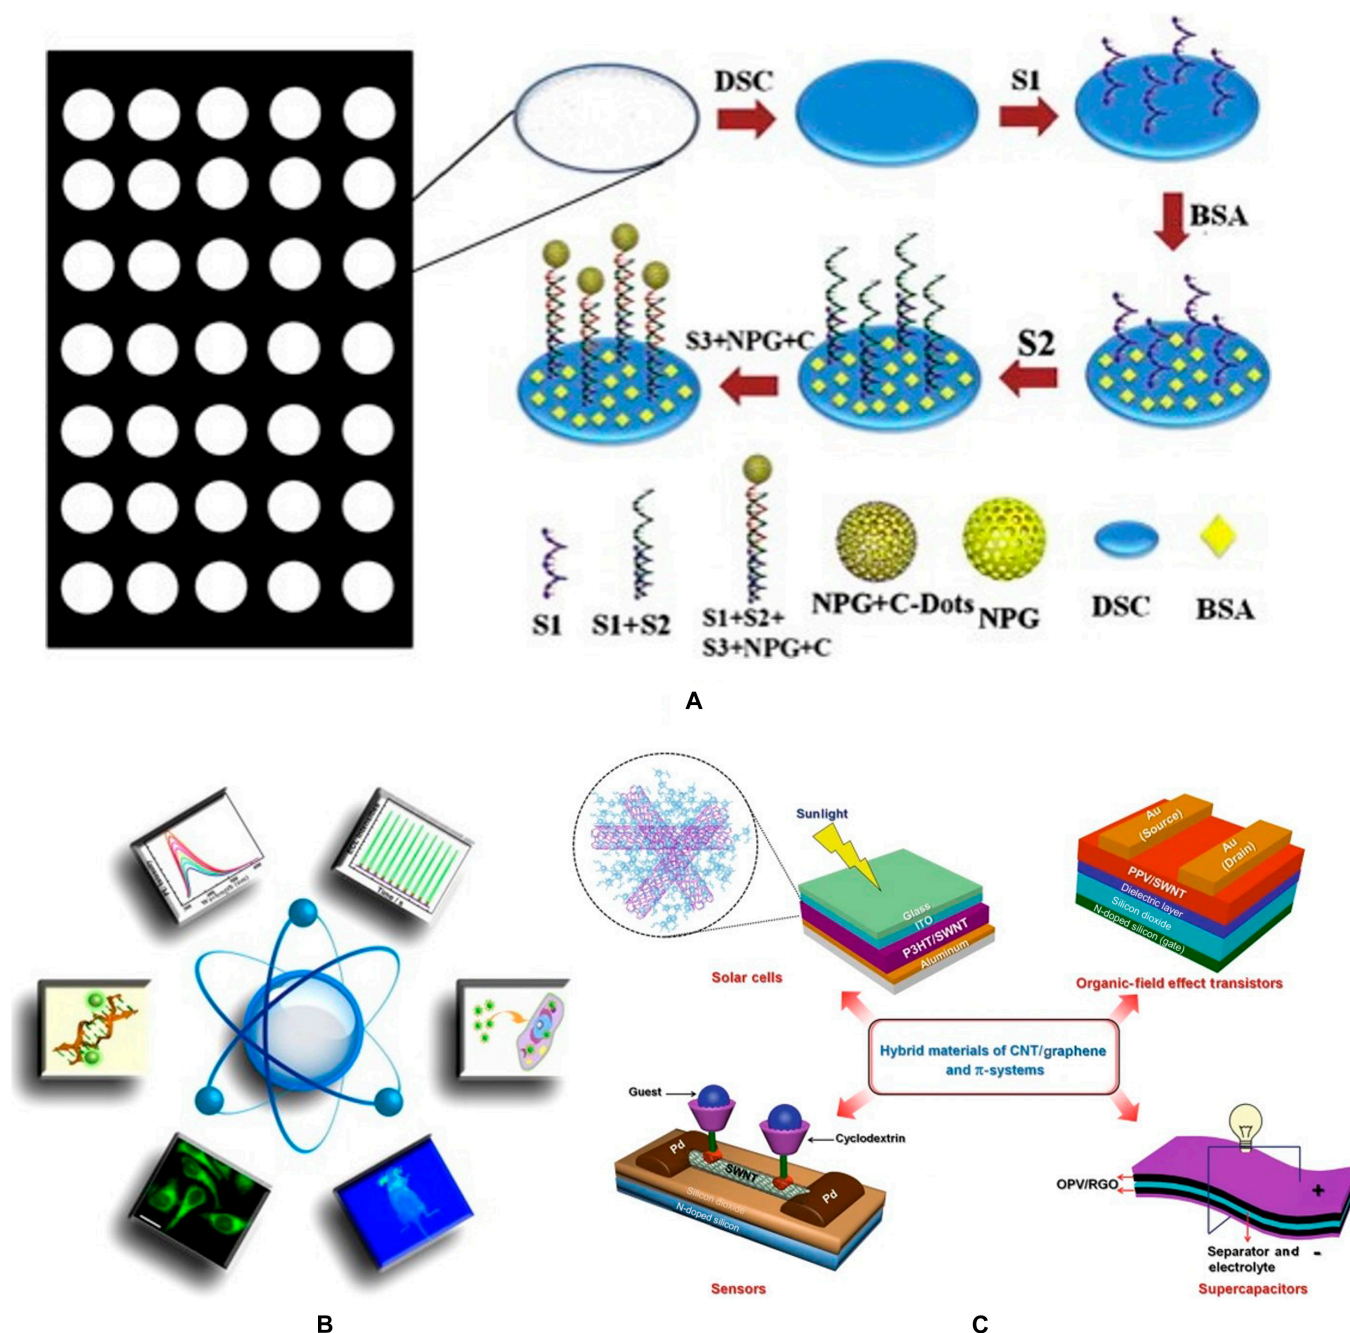 DSC
S1
BSA
S3+NPG+C
S2
S1
S1+S2
S1+S2+
S3+NPG+C
NPG+C-Dots
NPG
DSC
BSA
A
Wavelength (nm)
Time / s
B
Sunlight
Glass
ITO
P3HT/SWNT
Aluminum
Solar cells
Au
(Source)
Au
(Drain)
PPV/SWNT
Dielectric layer
Silicon dioxide
N-doped silicon (gate)
Organic-field effect transistors
Hybrid materials of CNT/graphene
and π-systems
Guest
Cyclodextrin
Pd
SWNT
Pd
Silicon dioxide
N-doped silicon
Sensors
OPV/RGO
+
-
Separator and
electrolyte
Supercapacitors
C